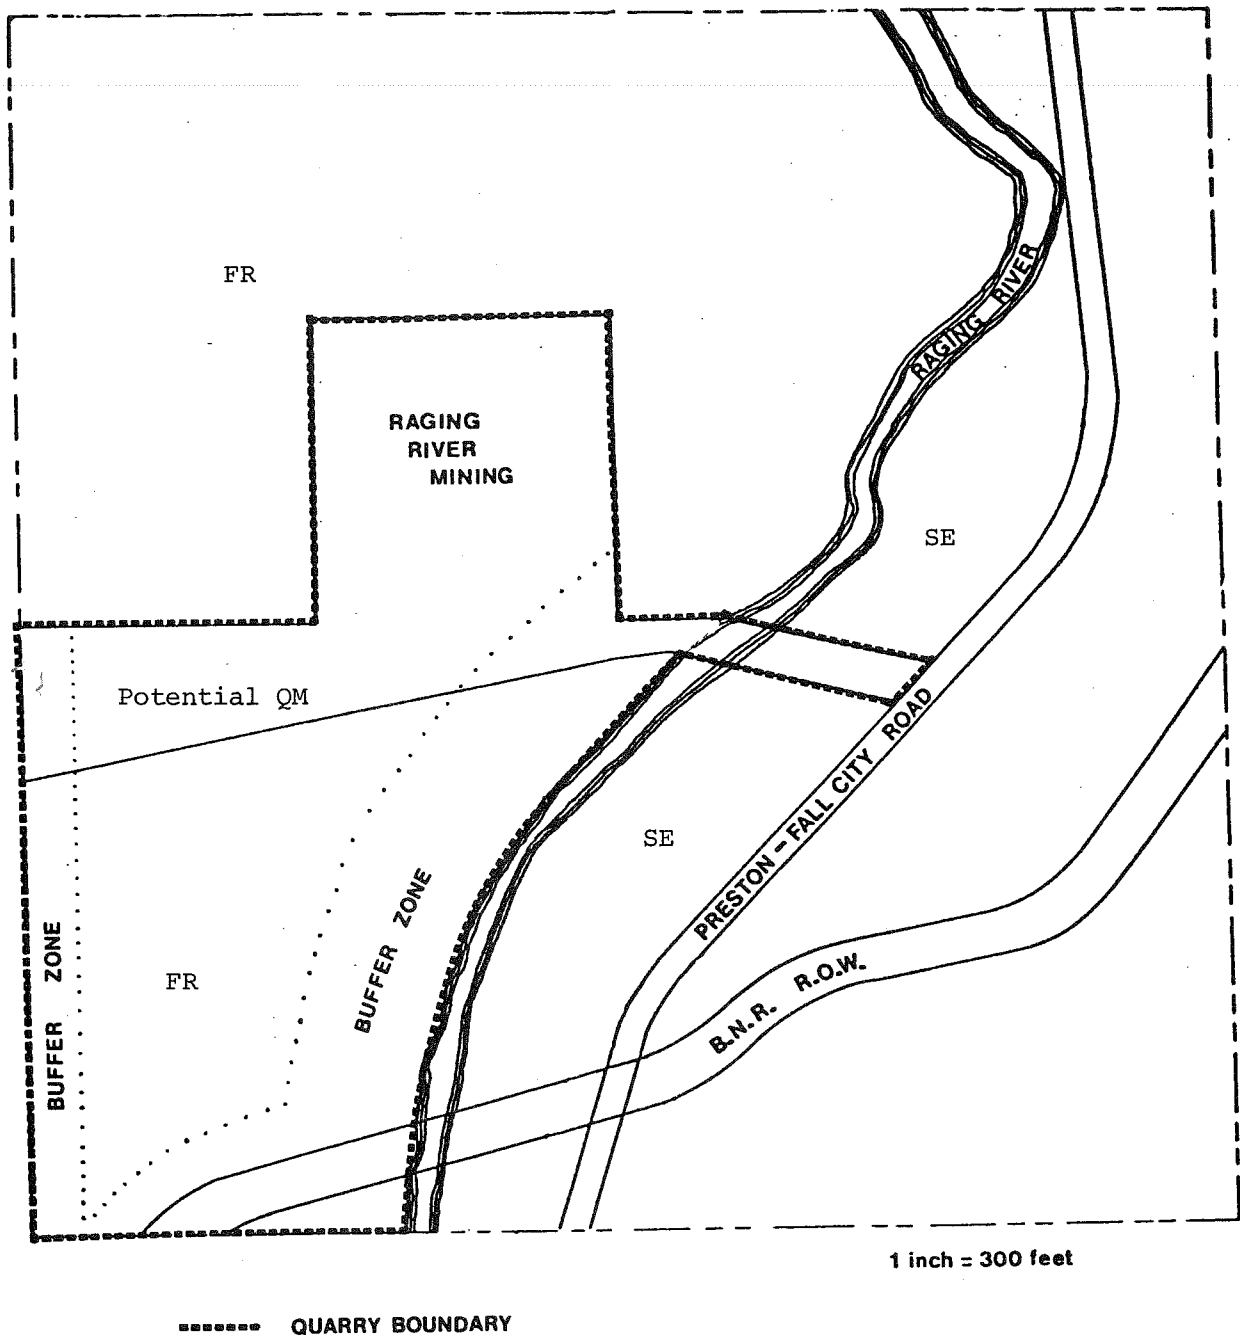 FR
RAGING RIVER
RAGING
RIVER
MINING
SE
Potential QM
PRESTON - FALL CITY ROAD
SE
BUFFER ZONE
BUFFER ZONE
FR
B.N.R. R.O.W.
1 inch = 300 feet
QUARRY BOUNDARY